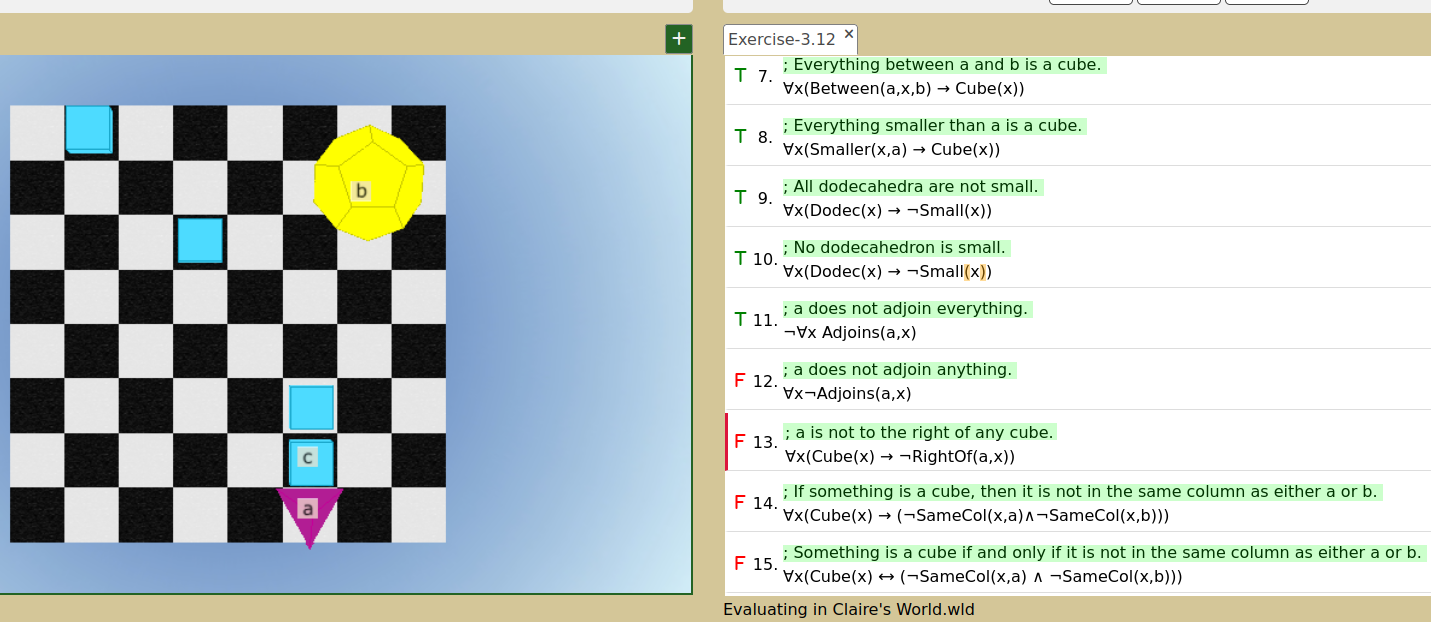 +
Exercise-3.12 ×
T 7. ; Everything between a and b is a cube.
∀x(Between(a,x,b) → Cube(x))
T 8. ; Everything smaller than a is a cube.
∀x(Smaller(x,a) → Cube(x))
T 9. ; All dodecahedra are not small.
∀x(Dodec(x) → ¬Small(x))
T 10. ; No dodecahedron is small.
∀x(Dodec(x) → ¬Small(x))
T 11. ; a does not adjoin everything.
¬∀x Adjoins(a,x)
F 12. ; a does not adjoin anything.
∀x¬Adjoins(a,x)
F 13. ; a is not to the right of any cube.
∀x(Cube(x) → ¬RightOf(a,x))
F 14. ; If something is a cube, then it is not in the same column as either a or b.
∀x(Cube(x) → (¬SameCol(x,a)∧¬SameCol(x,b)))
F 15. ; Something is a cube if and only if it is not in the same column as either a or b.
∀x(Cube(x) ↔ (¬SameCol(x,a) ∧ ¬SameCol(x,b)))
Evaluating in Claire's World.wld
b
c
a